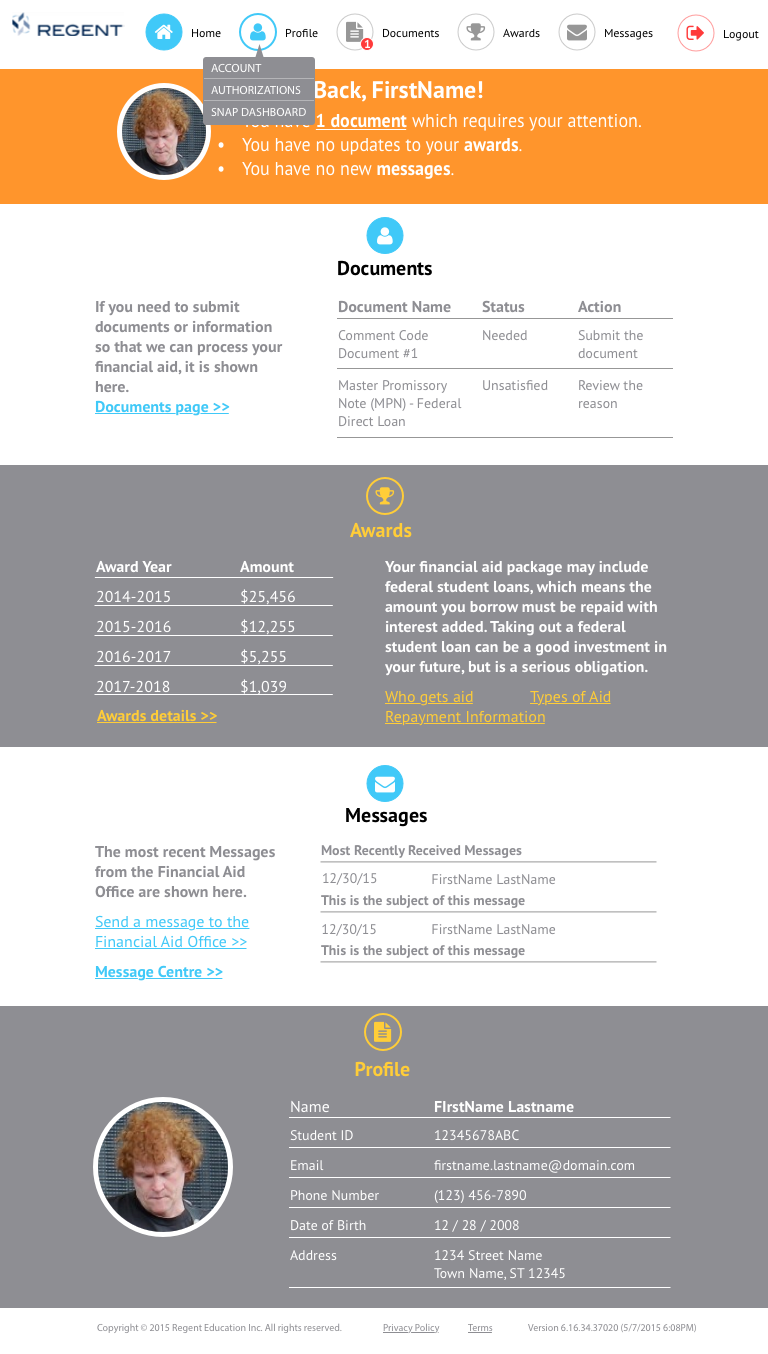 REGENT
Home
Profile
Documents
1
Awards
Messages
Logout
ACCOUNT
AUTHORIZATIONS
SNAP DASHBOARD
Back, FirstName!
• You have 1 document which requires your attention.
• You have no updates to your awards.
• You have no new messages.
Documents
If you need to submit
documents or information
so that we can process your
financial aid, it is shown
here.
Documents page >>
Document Name Status Action
Comment Code Needed Submit the
Document #1 document
Master Promissory Unsatisfied Review the
Note (MPN) - Federal reason
Direct Loan
Awards
Award Year Amount
2014-2015 $25,456
2015-2016 $12,255
2016-2017 $5,255
2017-2018 $1,039
Awards details >>
Your financial aid package may include
federal student loans, which means the
amount you borrow must be repaid with
interest added. Taking out a federal
student loan can be a good investment in
your future, but is a serious obligation.
Who gets aid Types of Aid
Repayment Information
Messages
The most recent Messages
from the Financial Aid
Office are shown here.
Send a message to the
Financial Aid Office >>
Message Centre >>
Most Recently Received Messages
12/30/15 FirstName LastName
This is the subject of this message
12/30/15 FirstName LastName
This is the subject of this message
Profile
Name FIrstName Lastname
Student ID 12345678ABC
Email firstname.lastname@domain.com
Phone Number (123) 456-7890
Date of Birth 12 / 28 / 2008
Address 1234 Street Name
Town Name, ST 12345
Copyright © 2015 Regent Education Inc. All rights reserved. Privacy Policy Terms Version 6.16.34.37020 (5/7/2015 6:08PM)